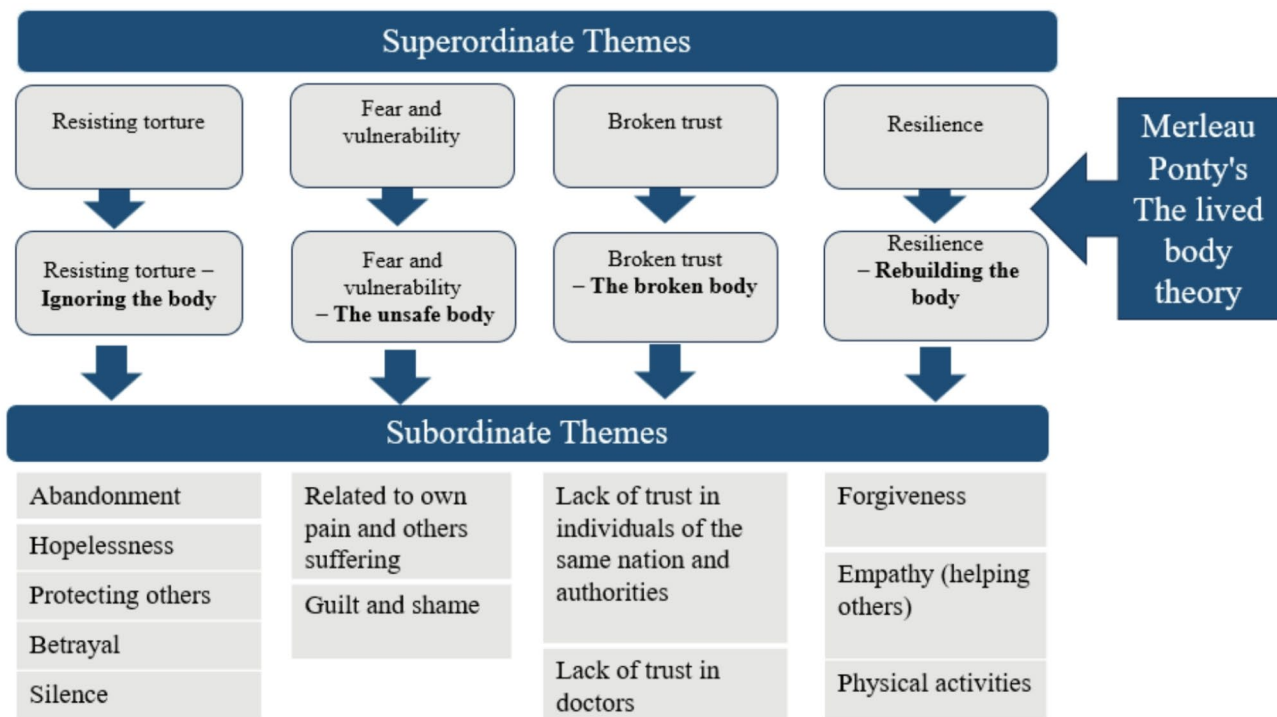 Superordinate Themes
Resisting torture
Fear and
vulnerability
Broken trust
Resilience
Merleau
Ponty's
The lived
body
theory
Resisting torture –
Ignoring the body
Fear and
vulnerability
– The unsafe body
Broken trust
– The broken body
Resilience
– Rebuilding the
body
Subordinate Themes
Abandonment
Hopelessness
Protecting others
Betrayal
Silence
Related to own
pain and others
suffering
Guilt and shame
Lack of trust in
individuals of the
same nation and
authorities
Lack of trust in
doctors
Forgiveness
Empathy (helping
others)
Physical activities